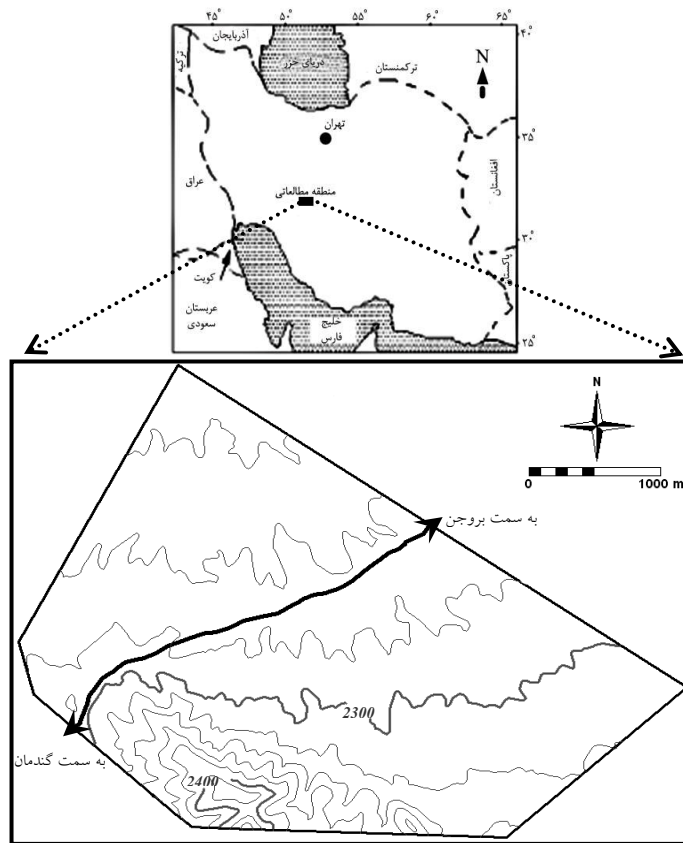 ۴۵° ۵۰° ۵۵° ۶۰° ۶۵°
۴۰°
آذربایجان
ترکیه
دریای خزر
ترکمنستان
N
تهران
۳۵°
افغانستان
عراق
منطقه مطالعاتی
۳۰°
پاکستان
کویت
عربستان
سعودی
خلیج
فارس
۲۵°
N
0 1000 m
به سمت بروجن
2300
به سمت گندمان
2400